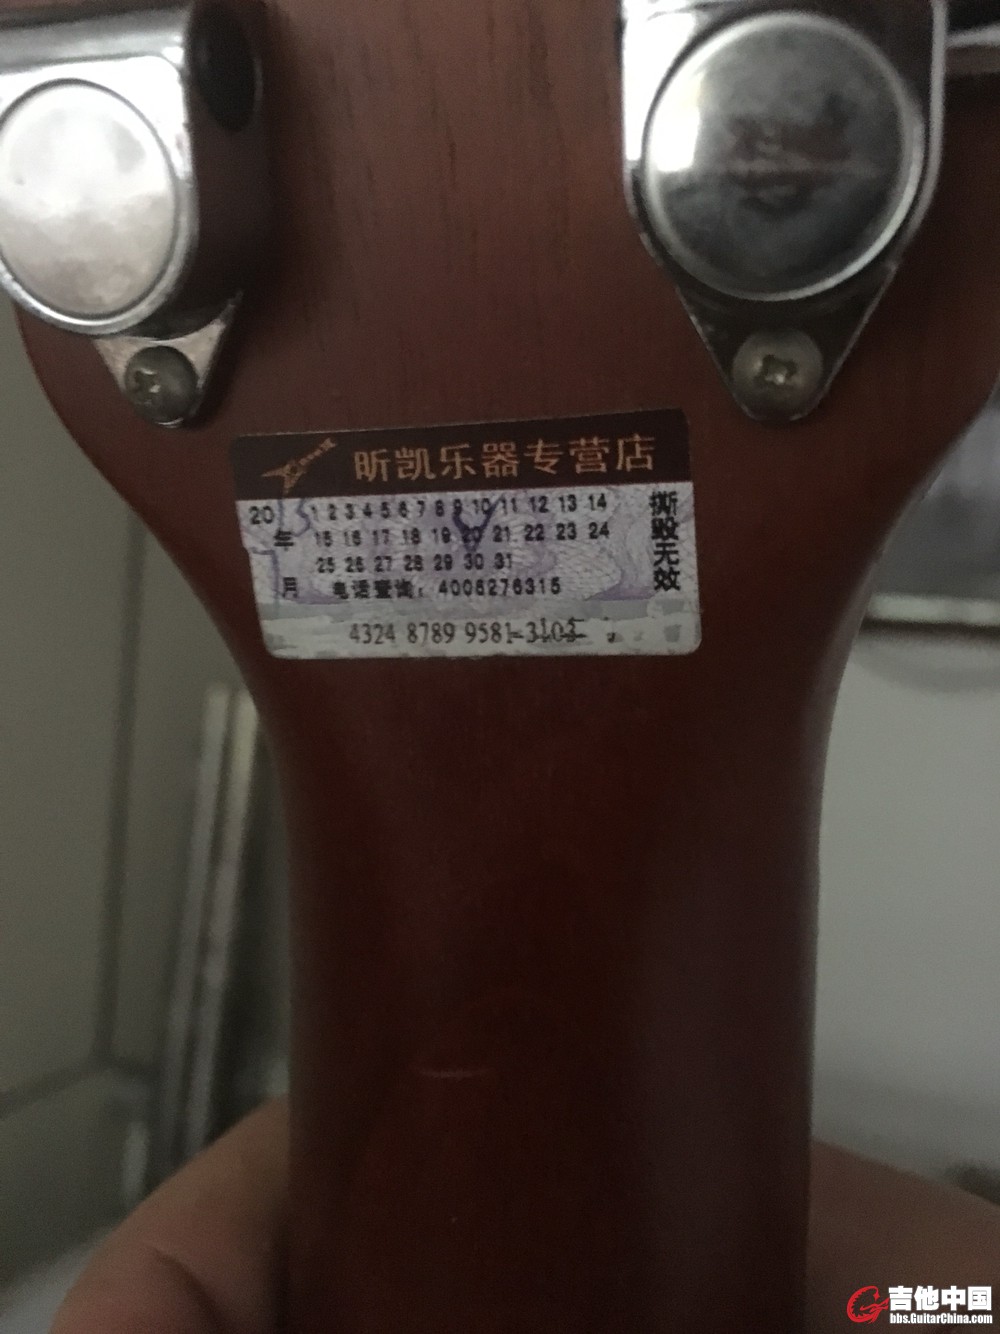 昕凯乐器专营店
20 1 2 3 4 5 6 7 8 9 10 11 12 13 14
年 15 16 17 18 19 20 21 22 23 24
25 26 27 28 29 30 31
月 电话查询：4006276315
撕毁无效
4324 8789 9581 3103
吉他中国
bbs.GuitarChina.com